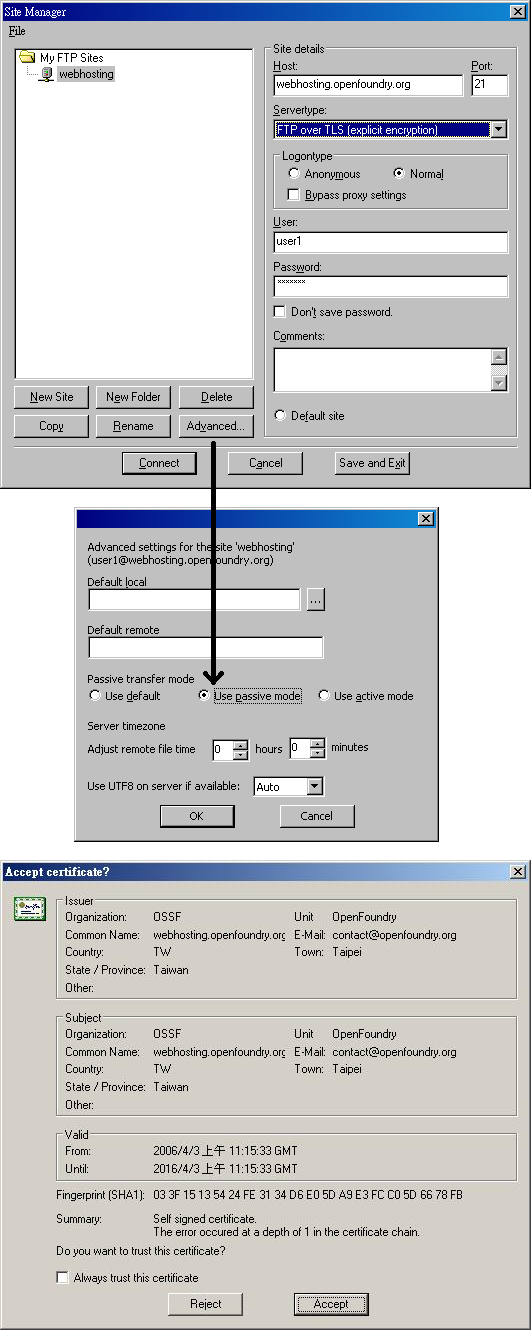 Site Manager
File
My FTP Sites
webhosting
Site details
Host: Port:
webhosting.openfoundry.org 21
Servertype:
FTP over TLS (explicit encryption)
Logontype
Anonymous Normal
Bypass proxy settings
User:
user1
Password:
*******
Don't save password.
Comments:
Default site
New Site New Folder Delete
Copy Rename Advanced...
Connect Cancel Save and Exit
Advanced settings for the site 'webhosting'
(user1@webhosting.openfoundry.org)
Default local
...
Default remote
Passive transfer mode
Use default Use passive mode Use active mode
Server timezone
Adjust remote file time 0 hours 0 minutes
Use UTF8 on server if available: Auto
OK Cancel
Accept certificate?
Issuer
Organization: OSSF Unit OpenFoundry
Common Name: webhosting.openfoundry.org E-Mail: contact@openfoundry.org
Country: TW Town: Taipei
State / Province: Taiwan
Other:
Subject
Organization: OSSF Unit OpenFoundry
Common Name: webhosting.openfoundry.org E-Mail: contact@openfoundry.org
Country: TW Town: Taipei
State / Province: Taiwan
Other:
Valid
From: 2006/4/3 上午 11:15:33 GMT
Until: 2016/4/3 上午 11:15:33 GMT
Fingerprint (SHA1): 03 3F 15 13 54 24 FE 31 34 D6 E0 5D A9 E3 FC C0 5D 66 78 FB
Summary: Self signed certificate.
The error occured at a depth of 1 in the certificate chain.
Do you want to trust this certificate?
Always trust this certificate
Reject Accept